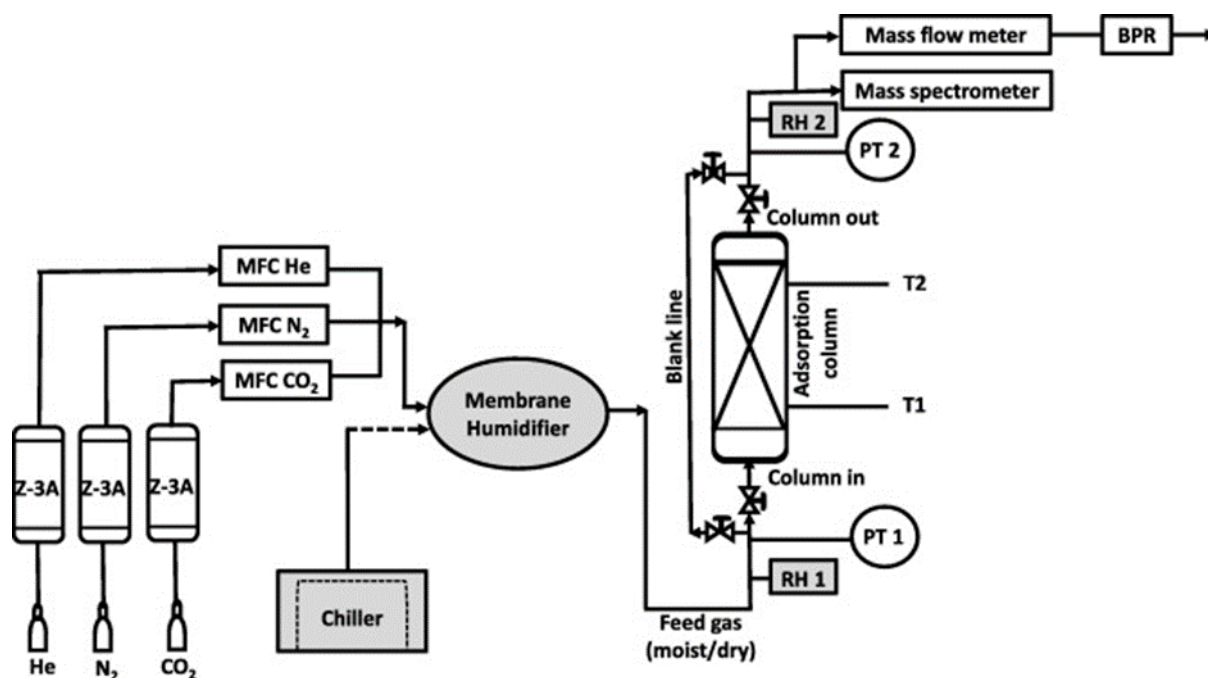 Mass flow meter
BPR
Mass spectrometer
RH 2
PT 2
Column out
MFC He
MFC N₂
MFC CO₂
Blank line
Adsorption
column
T2
T1
Membrane
Humidifier
Z-3A
Z-3A
Z-3A
Column in
PT 1
RH 1
Chiller
Feed gas
(moist/dry)
He
N₂
CO₂